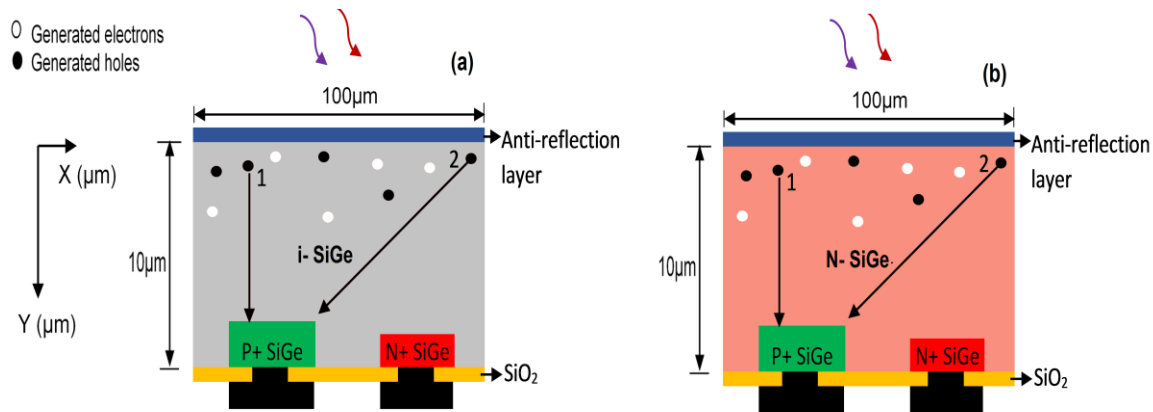 Generated electrons
Generated holes
(a)
100µm
Anti-reflection
layer
X (µm)
Y (µm)
10µm
1
2
i- SiGe
P+ SiGe
N+ SiGe
SiO2
(b)
100µm
Anti-reflection
layer
10µm
1
2
N- SiGe.
P+ SiGe
N+ SiGe
SiO2